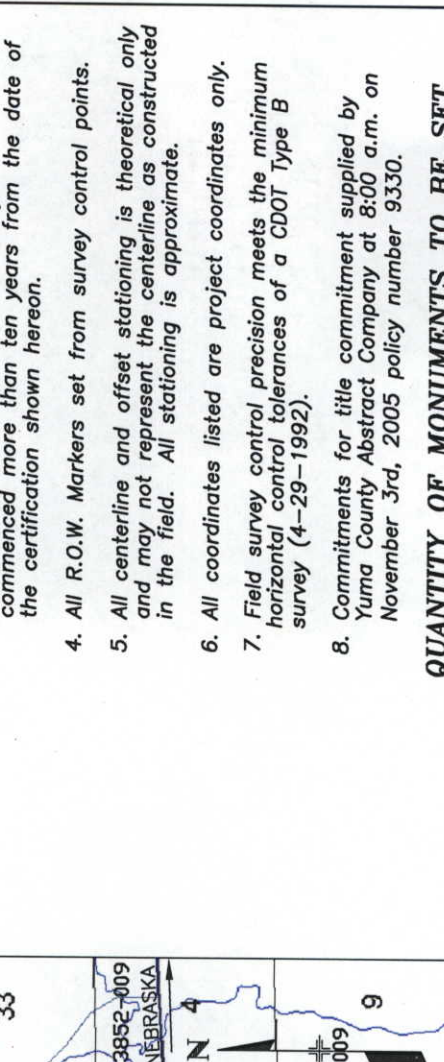 commenced more than ten years from the date of
the certification shown hereon.
4. All R.O.W. Markers set from survey control points.
5. All centerline and offset stationing is theoretical only
and may not represent the centerline as constructed
in the field. All stationing is approximate.
6. All coordinates listed are project coordinates only.
7. Field survey control precision meets the minimum
horizontal control tolerances of a CDOT Type B
survey (4-29-1992).
8. Commitments for title commitment supplied by
Yuma County Abstract Company at 8:00 a.m. on
November 3rd, 2005 policy number 9330.
QUANTITY OF MONUMENTS TO BE SET
33
3852-009
NEBRASKA
4
N
009
9